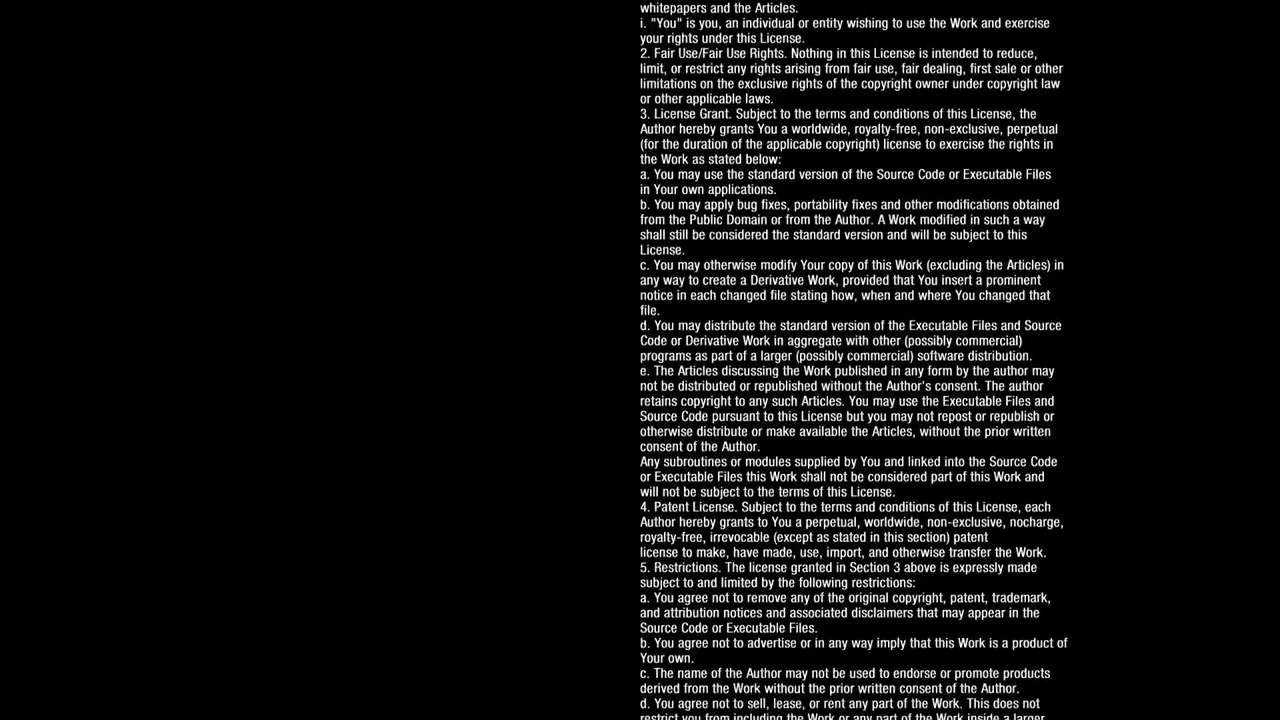 whitepapers and the Articles.
i. "You" is you, an individual or entity wishing to use the Work and exercise
your rights under this License.
2. Fair Use/Fair Use Rights. Nothing in this License is intended to reduce,
limit, or restrict any rights arising from fair use, fair dealing, first sale or other
limitations on the exclusive rights of the copyright owner under copyright law
or other applicable laws.
3. License Grant. Subject to the terms and conditions of this License, the
Author hereby grants You a worldwide, royalty-free, non-exclusive, perpetual
(for the duration of the applicable copyright) license to exercise the rights in
the Work as stated below:
a. You may use the standard version of the Source Code or Executable Files
in Your own applications.
b. You may apply bug fixes, portability fixes and other modifications obtained
from the Public Domain or from the Author. A Work modified in such a way
shall still be considered the standard version and will be subject to this
License.
c. You may otherwise modify Your copy of this Work (excluding the Articles) in
any way to create a Derivative Work, provided that You insert a prominent
notice in each changed file stating how, when and where You changed that
file.
d. You may distribute the standard version of the Executable Files and Source
Code or Derivative Work in aggregate with other (possibly commercial)
programs as part of a larger (possibly commercial) software distribution.
e. The Articles discussing the Work published in any form by the author may
not be distributed or republished without the Author's consent. The author
retains copyright to any such Articles. You may use the Executable Files and
Source Code pursuant to this License but you may not repost or republish or
otherwise distribute or make available the Articles, without the prior written
consent of the Author.
Any subroutines or modules supplied by You and linked into the Source Code
or Executable Files this Work shall not be considered part of this Work and
will not be subject to the terms of this License.
4. Patent License. Subject to the terms and conditions of this License, each
Author hereby grants to You a perpetual, worldwide, non-exclusive, nocharge,
royalty-free, irrevocable (except as stated in this section) patent
license to make, have made, use, import, and otherwise transfer the Work.
5. Restrictions. The license granted in Section 3 above is expressly made
subject to and limited by the following restrictions:
a. You agree not to remove any of the original copyright, patent, trademark,
and attribution notices and associated disclaimers that may appear in the
Source Code or Executable Files.
b. You agree not to advertise or in any way imply that this Work is a product of
Your own.
c. The name of the Author may not be used to endorse or promote products
derived from the Work without the prior written consent of the Author.
d. You agree not to sell, lease, or rent any part of the Work. This does not
restrict you from including the Work or any part of the Work inside a larger